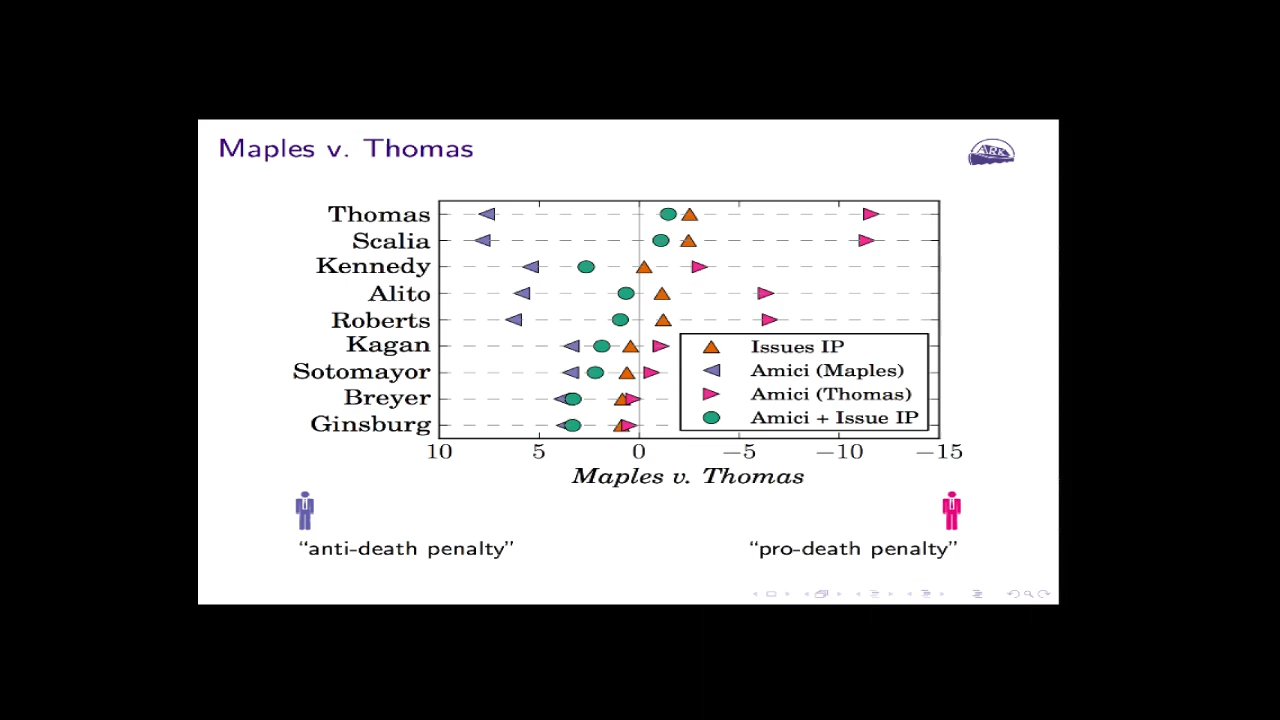 Maples v. Thomas
ARK
Thomas
Scalia
Kennedy
Alito
Roberts
Kagan
Sotomayor
Breyer
Ginsburg
Issues IP
Amici (Maples)
Amici (Thomas)
Amici + Issue IP
10 5 0 −5 −10 −15
Maples v. Thomas
“anti-death penalty” “pro-death penalty”